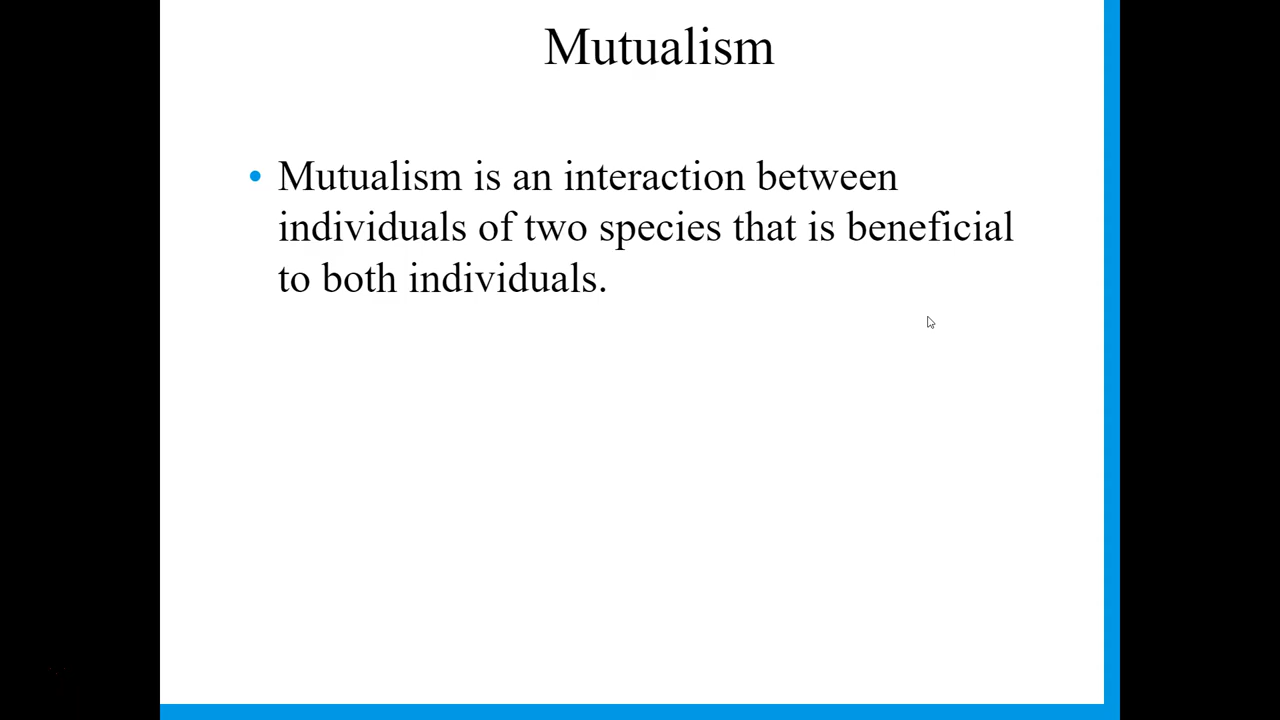 Mutualism
• Mutualism is an interaction between
individuals of two species that is beneficial
to both individuals.